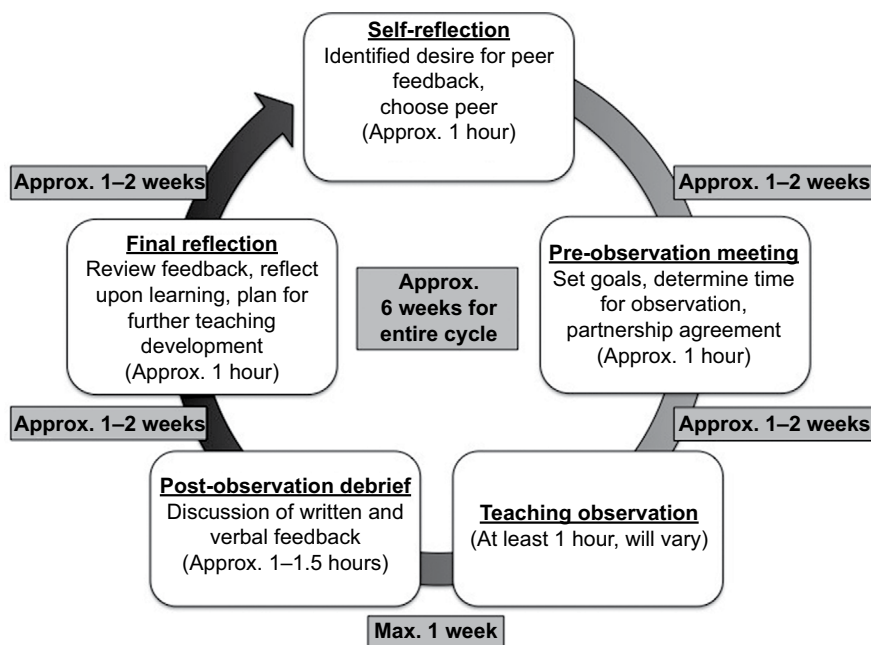 Self-reflection
Identified desire for peer
feedback,
choose peer
(Approx. 1 hour)
Approx. 1–2 weeks
Approx. 1–2 weeks
Final reflection
Review feedback, reflect
upon learning, plan for
further teaching
development
(Approx. 1 hour)
Approx.
6 weeks for
entire cycle
Pre-observation meeting
Set goals, determine time
for observation,
partnership agreement
(Approx. 1 hour)
Approx. 1–2 weeks
Approx. 1–2 weeks
Post-observation debrief
Discussion of written and
verbal feedback
(Approx. 1–1.5 hours)
Teaching observation
(At least 1 hour, will vary)
Max. 1 week